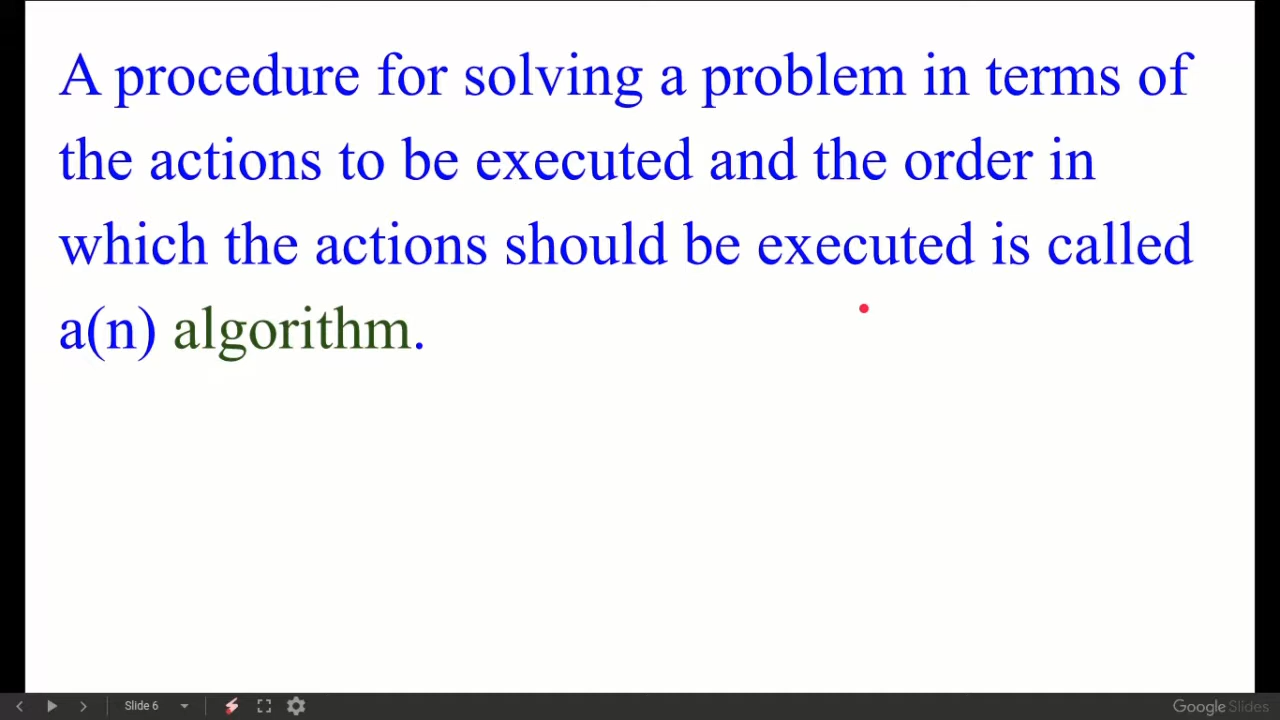 A procedure for solving a problem in terms of
the actions to be executed and the order in
which the actions should be executed is called
a(n) algorithm.
Slide 6
Google Slides